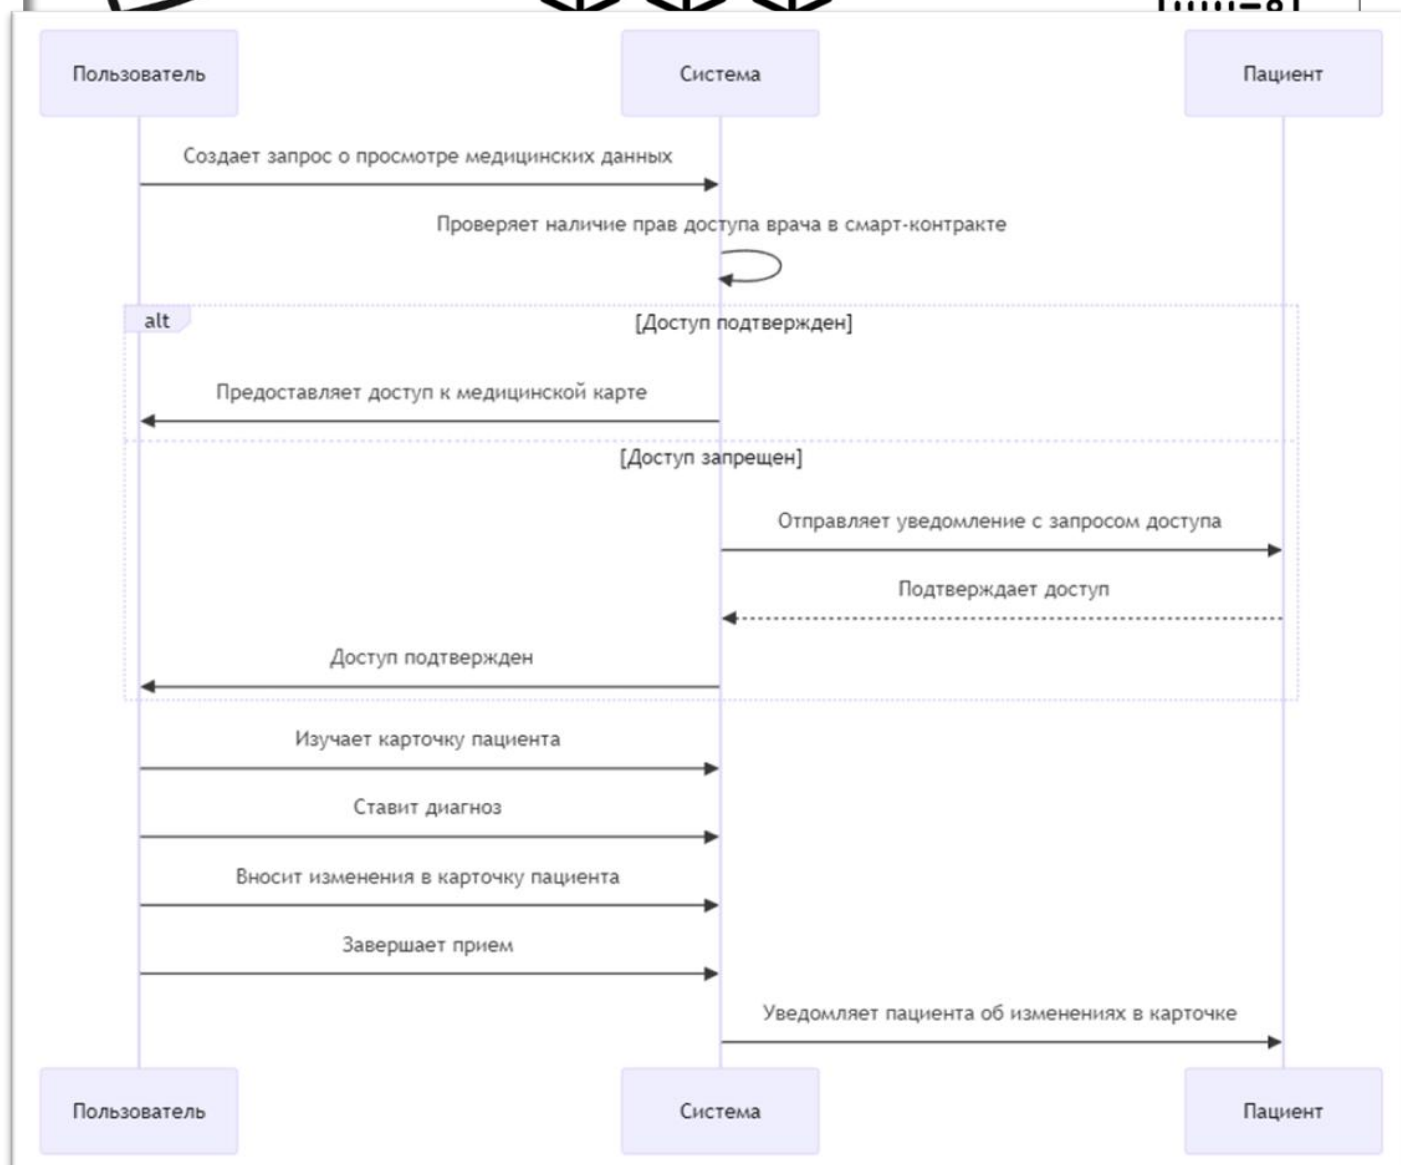 Пользователь
Система
Пациент
Создает запрос о просмотре медицинских данных
Проверяет наличие прав доступа врача в смарт-контракте
alt
[Доступ подтвержден]
Предоставляет доступ к медицинской карте
[Доступ запрещен]
Отправляет уведомление с запросом доступа
Подтверждает доступ
Доступ подтвержден
Изучает карточку пациента
Ставит диагноз
Вносит изменения в карточку пациента
Завершает прием
Уведомляет пациента об изменениях в карточке
Пользователь
Система
Пациент